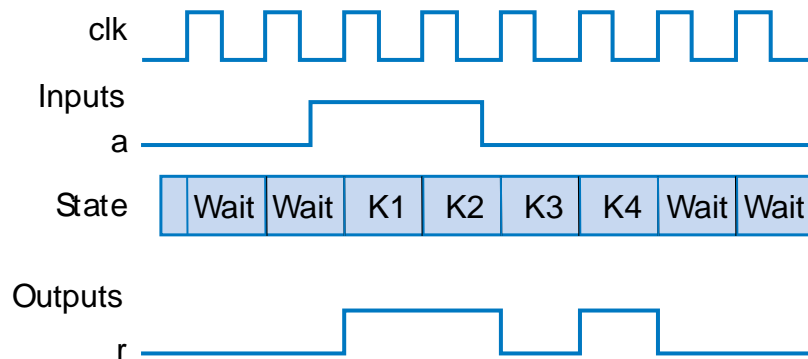 clk
Inputs
a
State Wait Wait K1 K2 K3 K4 Wait Wait
Outputs
r